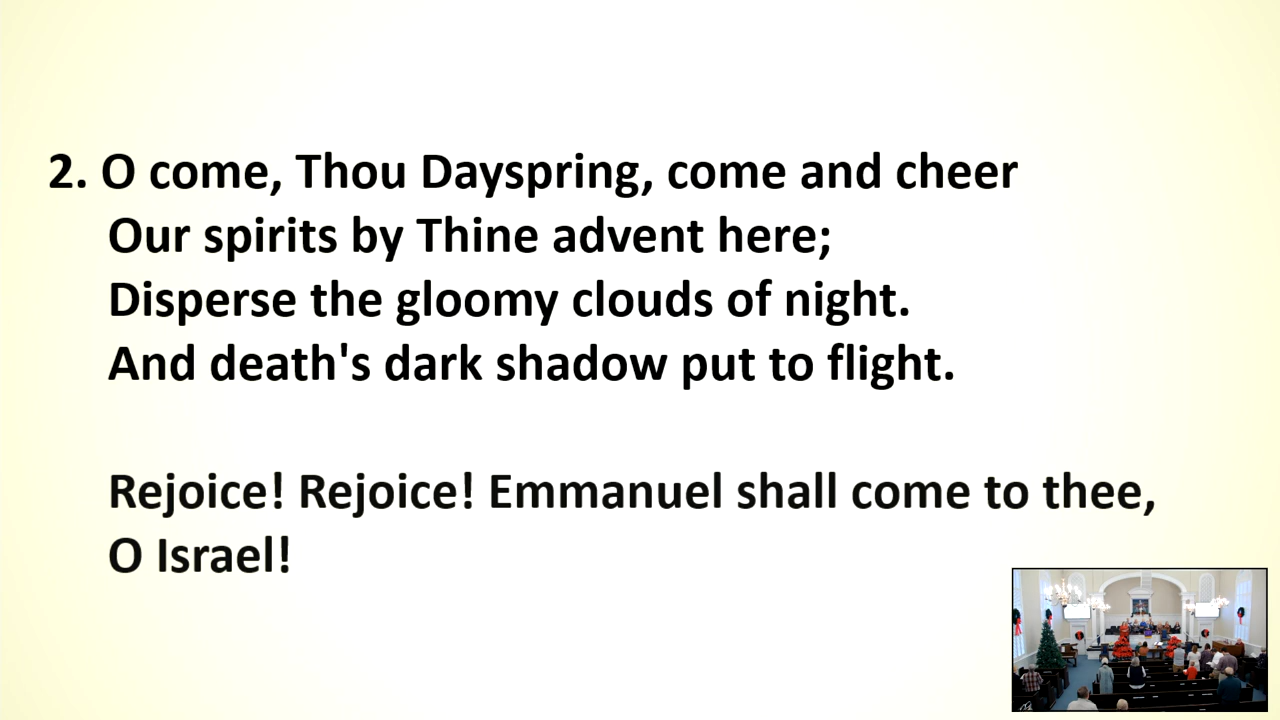 2. O come, Thou Dayspring, come and cheer
Our spirits by Thine advent here;
Disperse the gloomy clouds of night.
And death's dark shadow put to flight.
Rejoice! Rejoice! Emmanuel shall come to thee,
O Israel!